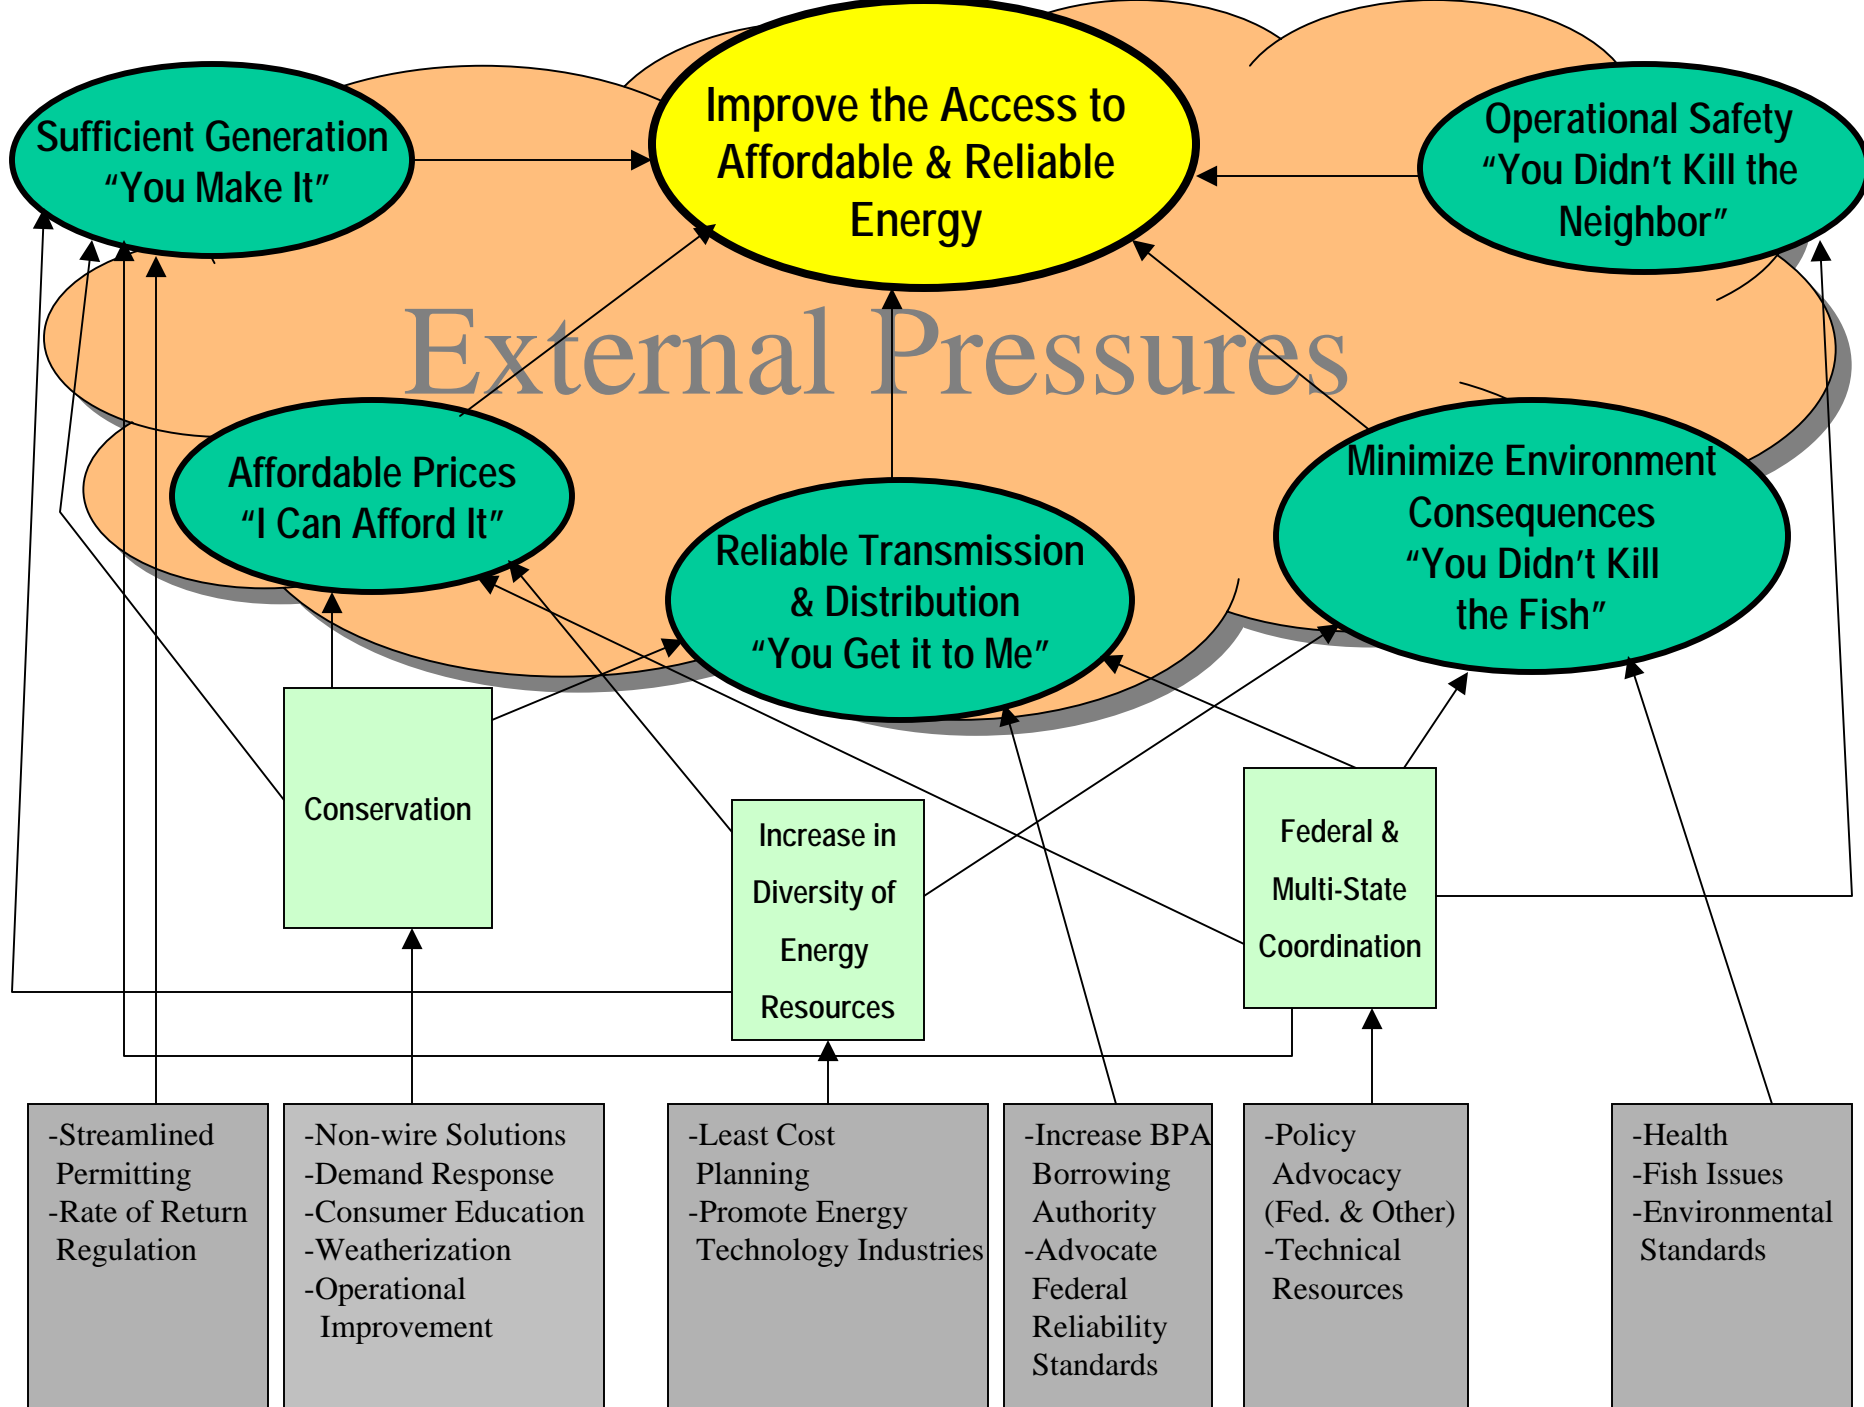 Improve the Access to
Affordable & Reliable
Energy
Sufficient Generation
“You Make It”
Operational Safety
“You Didn’t Kill the
Neighbor”
External Pressures
Affordable Prices
“I Can Afford It”
Reliable Transmission
& Distribution
“You Get it to Me”
Minimize Environment
Consequences
“You Didn’t Kill
the Fish”
Conservation
Increase in
Diversity of
Energy
Resources
Federal &
Multi-State
Coordination
-Streamlined
Permitting
-Rate of Return
Regulation
-Non-wire Solutions
-Demand Response
-Consumer Education
-Weatherization
-Operational
Improvement
-Least Cost
Planning
-Promote Energy
Technology Industries
-Increase BPA
Borrowing
Authority
-Advocate
Federal
Reliability
Standards
-Policy
Advocacy
(Fed. & Other)
-Technical
Resources
-Health
-Fish Issues
-Environmental
Standards